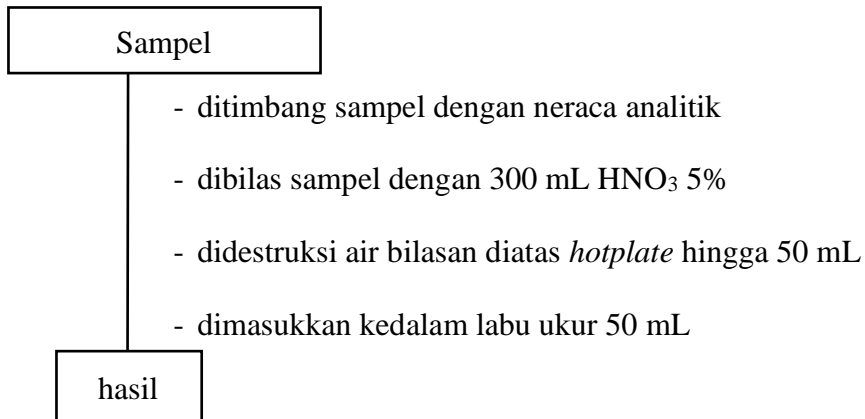 Sampel
- ditimbang sampel dengan neraca analitik
- dibilas sampel dengan 300 mL HNO₃ 5%
- didestruksi air bilasan diatas hotplate hingga 50 mL
- dimasukkan kedalam labu ukur 50 mL
hasil